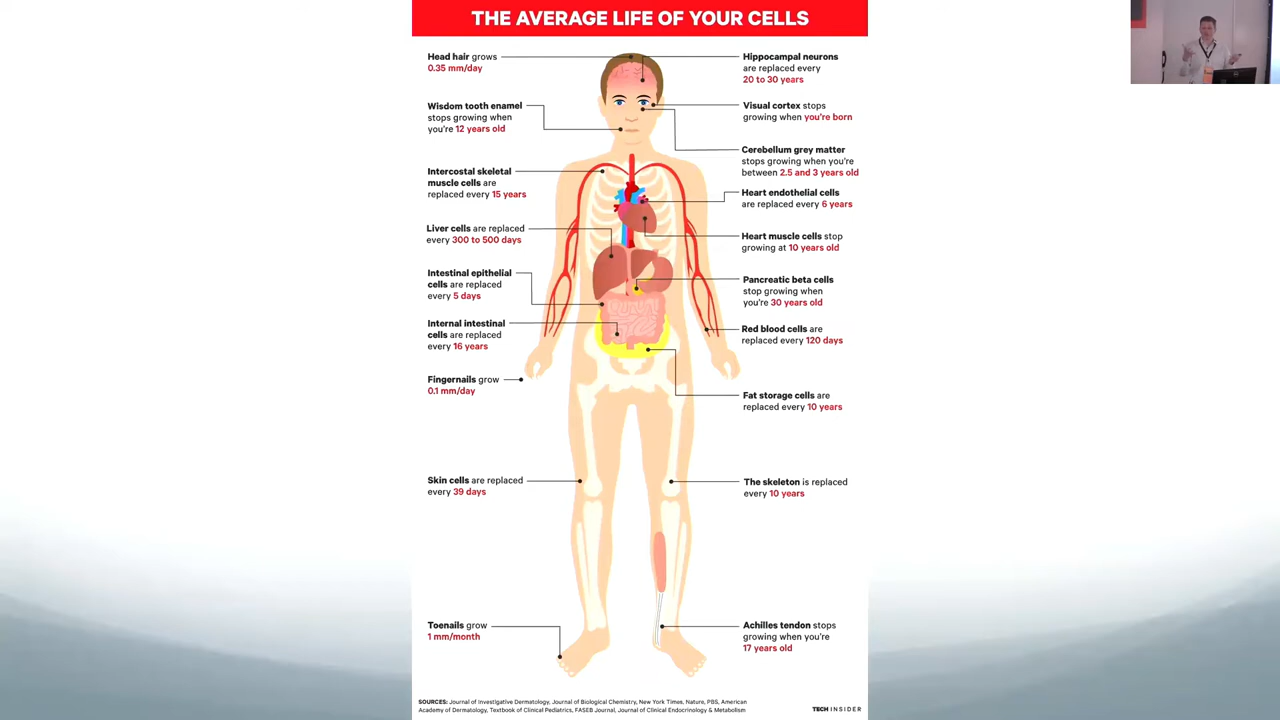 THE AVERAGE LIFE OF YOUR CELLS
Head hair grows
0.35 mm/day
Wisdom tooth enamel
stops growing when
you're 12 years old
Intercostal skeletal
muscle cells are
replaced every 15 years
Liver cells are replaced
every 300 to 500 days
Intestinal epithelial
cells are replaced
every 5 days
Internal intestinal
cells are replaced
every 16 years
Fingernails grow
0.1 mm/day
Skin cells are replaced
every 39 days
Toenails grow
1 mm/month
Hippocampal neurons
are replaced every
20 to 30 years
Visual cortex stops
growing when you're born
Cerebellum grey matter
stops growing when you're
between 2.5 and 3 years old
Heart endothelial cells
are replaced every 6 years
Heart muscle cells stop
growing at 10 years old
Pancreatic beta cells
stop growing when
you're 30 years old
Red blood cells are
replaced every 120 days
Fat storage cells are
replaced every 10 years
The skeleton is replaced
every 10 years
Achilles tendon stops
growing when you're
17 years old
SOURCES: Journal of Investigative Dermatology, Journal of Biological Chemistry, New York Times, Nature, PBS, American
Academy of Dermatology, Textbook of Clinical Pediatrics, FASEB Journal, Journal of Clinical Endocrinology & Metabolism
TECH INSIDER